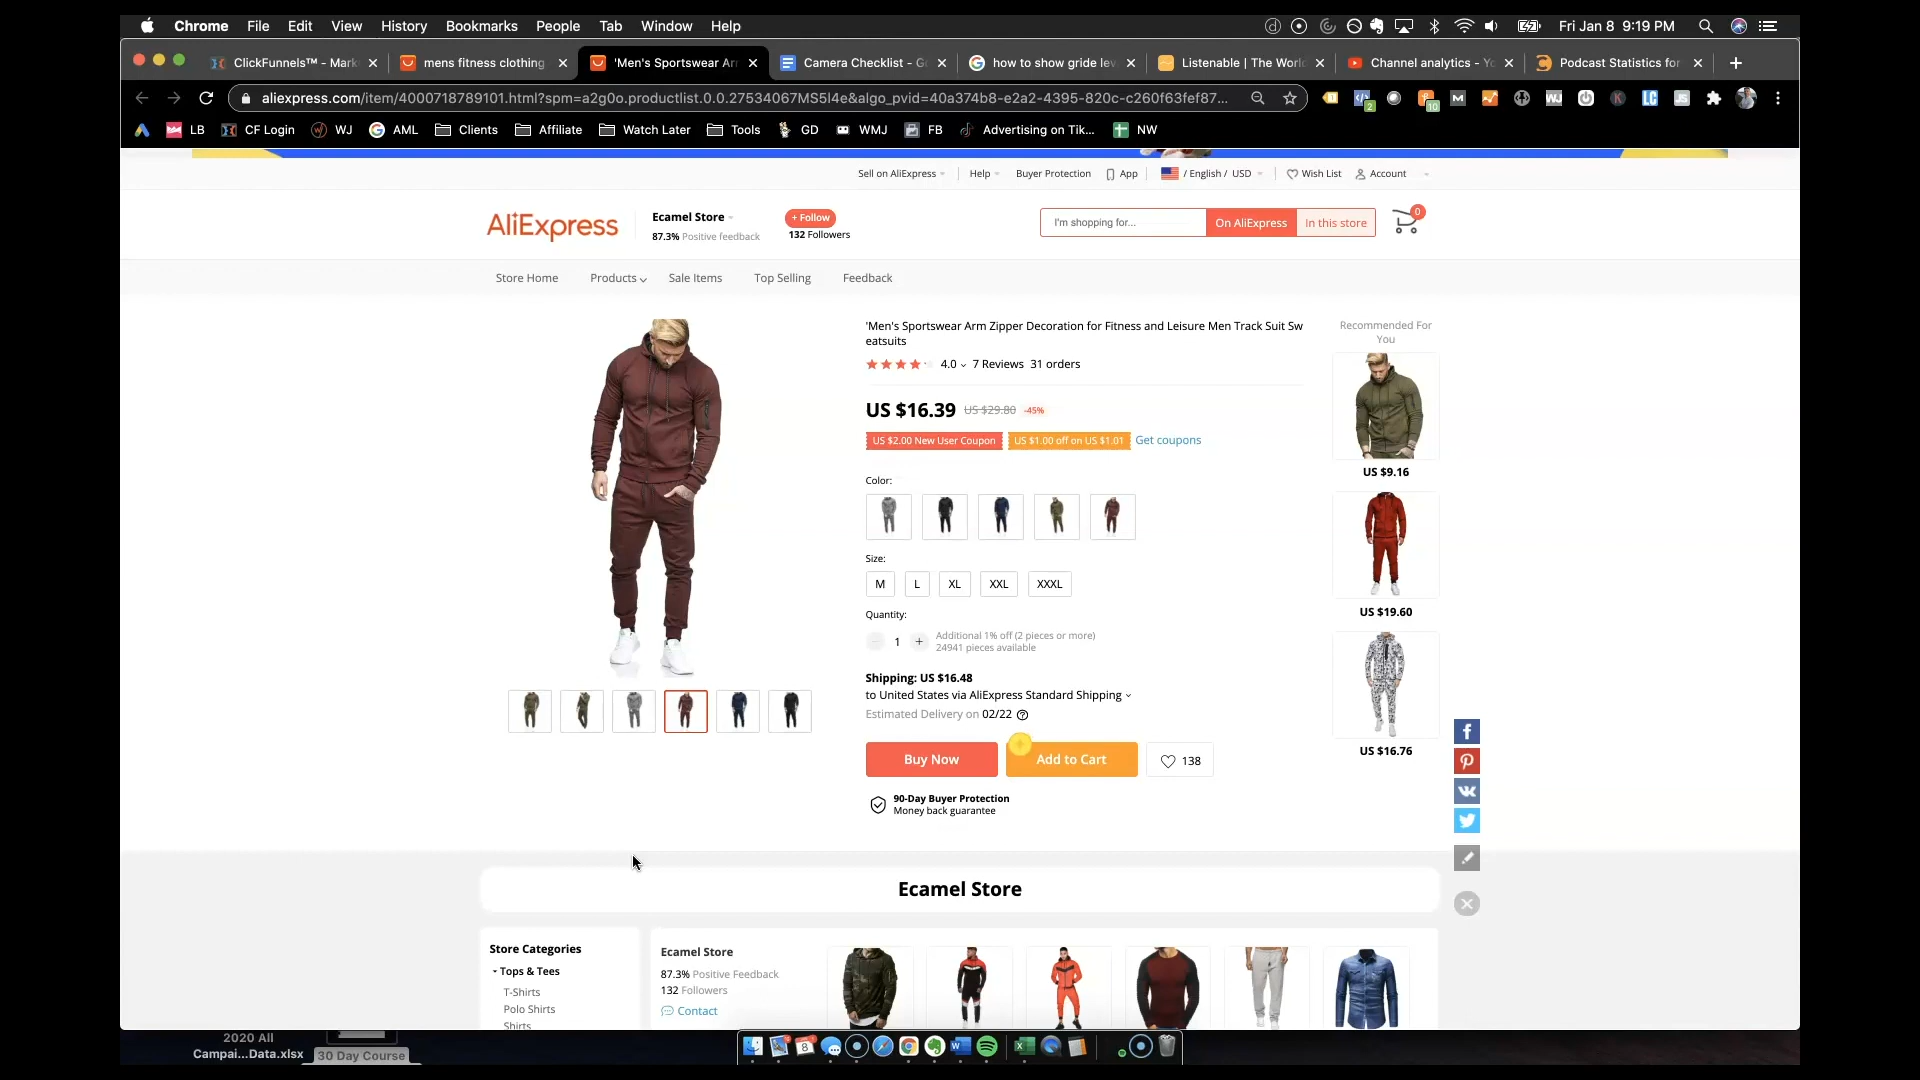 Chrome File Edit View History Bookmarks People Tab Window Help
Fri Jan 8 9:19 PM
ClickFunnels™ - Mark
mens fitness clothing
'Men's Sportswear Ar
Camera Checklist - G
how to show gride lev
Listenable | The World
Channel analytics - Yo
Podcast Statistics for
aliexpress.com/item/4000718789101.html?spm=a2g0o.productlist.0.0.27534067MS5l4e&algo_pvid=40a374b8-e2a2-4395-820c-c260f63fef87...
2
10
LB CF Login WJ AML Clients Affiliate Watch Later Tools GD WMJ FB Advertising on Tik... NW
Sell on AliExpress Help Buyer Protection App / English / USD Wish List Account
AliExpress
Ecamel Store
87.3% Positive feedback
+ Follow
132 Followers
I'm shopping for...
On AliExpress
In this store
0
Store Home Products Sale Items Top Selling Feedback
'Men's Sportswear Arm Zipper Decoration for Fitness and Leisure Men Track Suit Sw
eatsuits
4.0 7 Reviews 31 orders
US $16.39 US $29.80 -45%
US $2.00 New User Coupon US $1.00 off on US $1.01 Get coupons
Color:
Size:
M L XL XXL XXXL
Quantity:
1
Additional 1% off (2 pieces or more)
24941 pieces available
Shipping: US $16.48
to United States via AliExpress Standard Shipping
Estimated Delivery on 02/22
Buy Now
Add to Cart
138
90-Day Buyer Protection
Money back guarantee
Recommended For
You
US $9.16
US $19.60
US $16.76
Ecamel Store
Store Categories
Tops & Tees
T-Shirts
Polo Shirts
Shirts
Ecamel Store
87.3% Positive Feedback
132 Followers
Contact
2020 All
Campai...Data.xlsx
30 Day Course
8